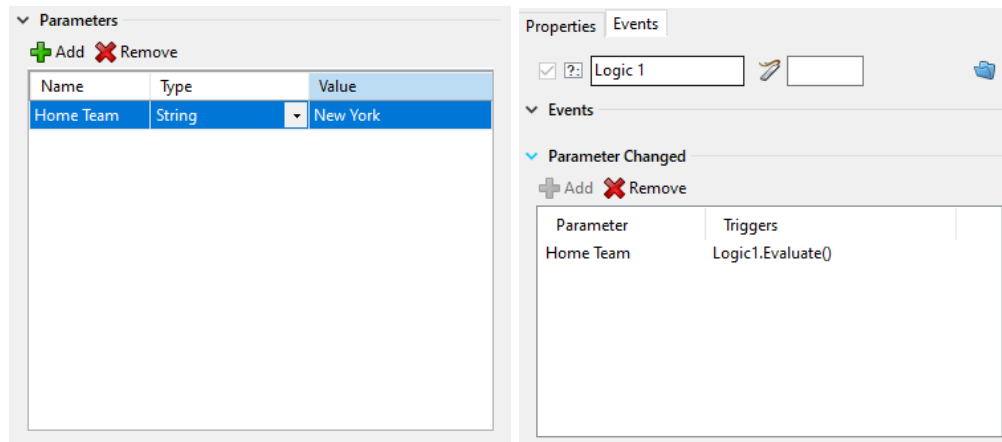 Parameters
Add Remove
Name Type Value
Home Team String New York
Properties Events
?: Logic 1
Events
Parameter Changed
Add Remove
Parameter Triggers
Home Team Logic1.Evaluate()